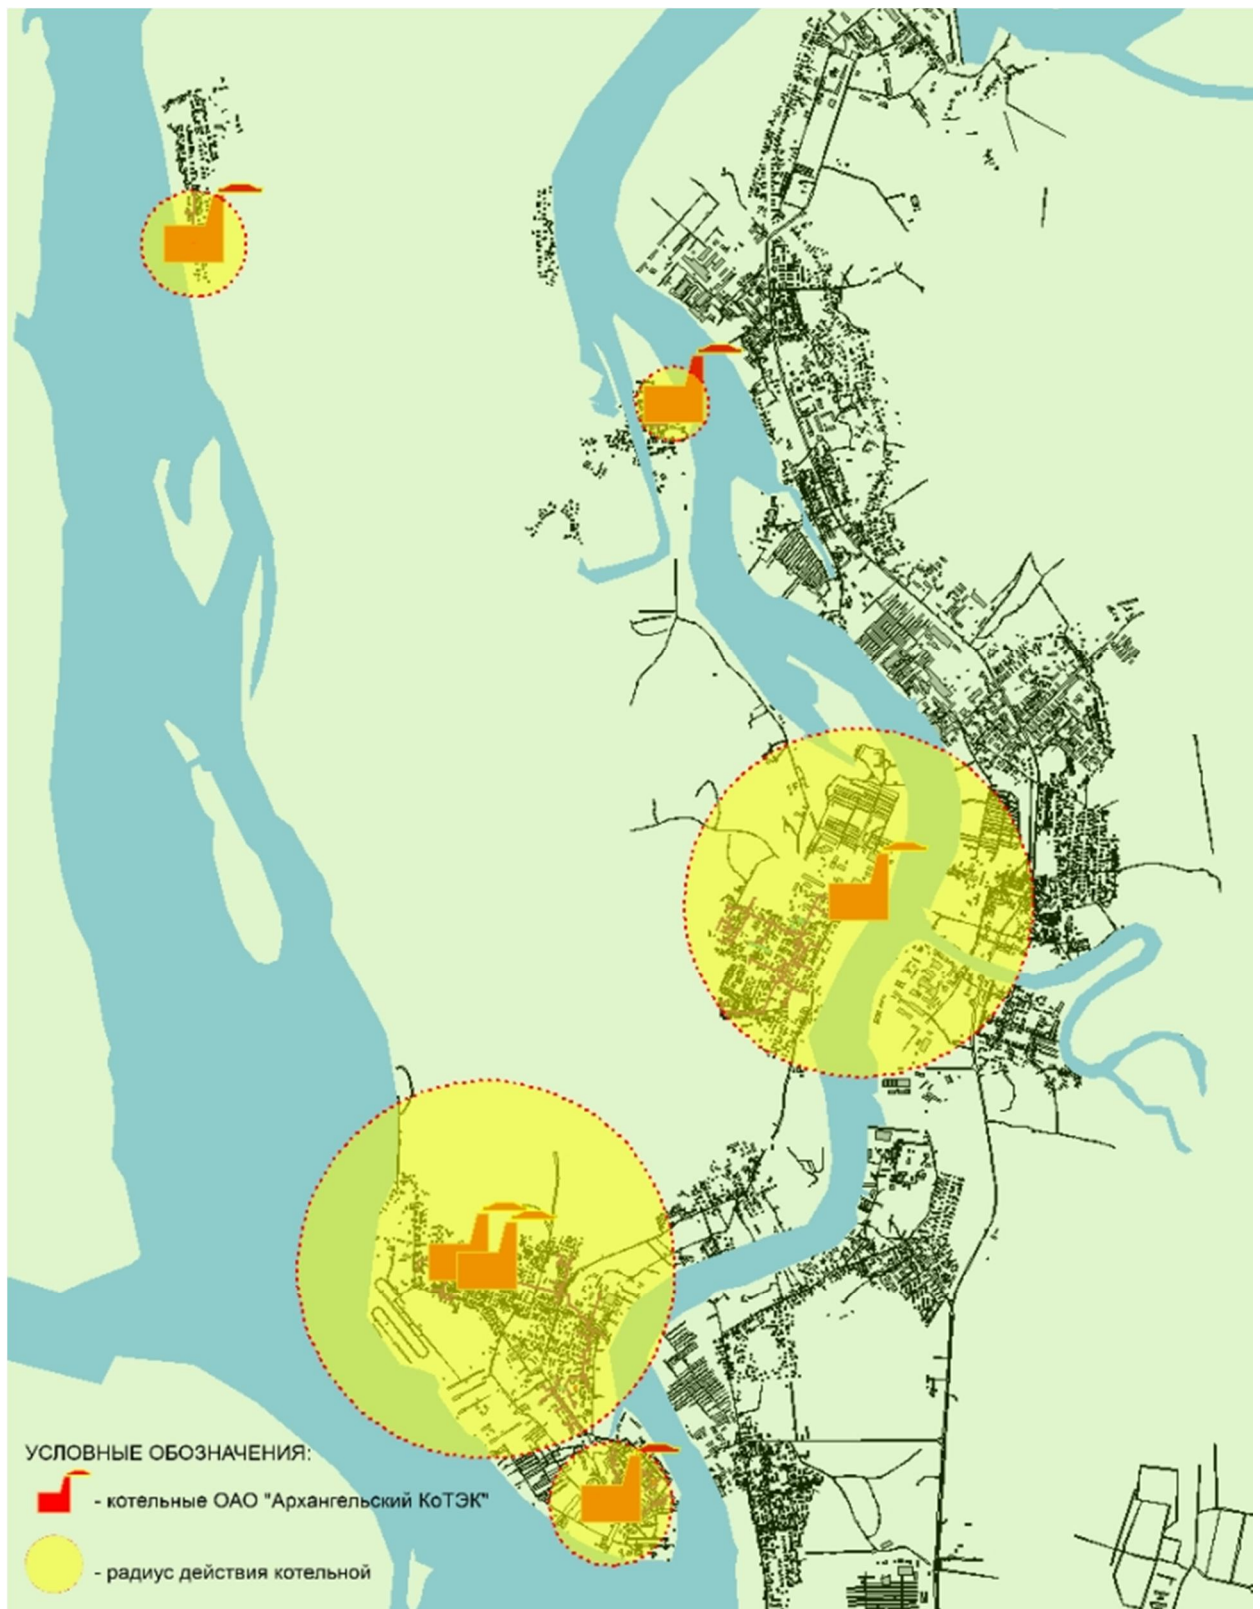 УСЛОВНЫЕ ОБОЗНАЧЕНИЯ:
- котельные ОАО "Архангельский КоТЭК"
- радиус действия котельной